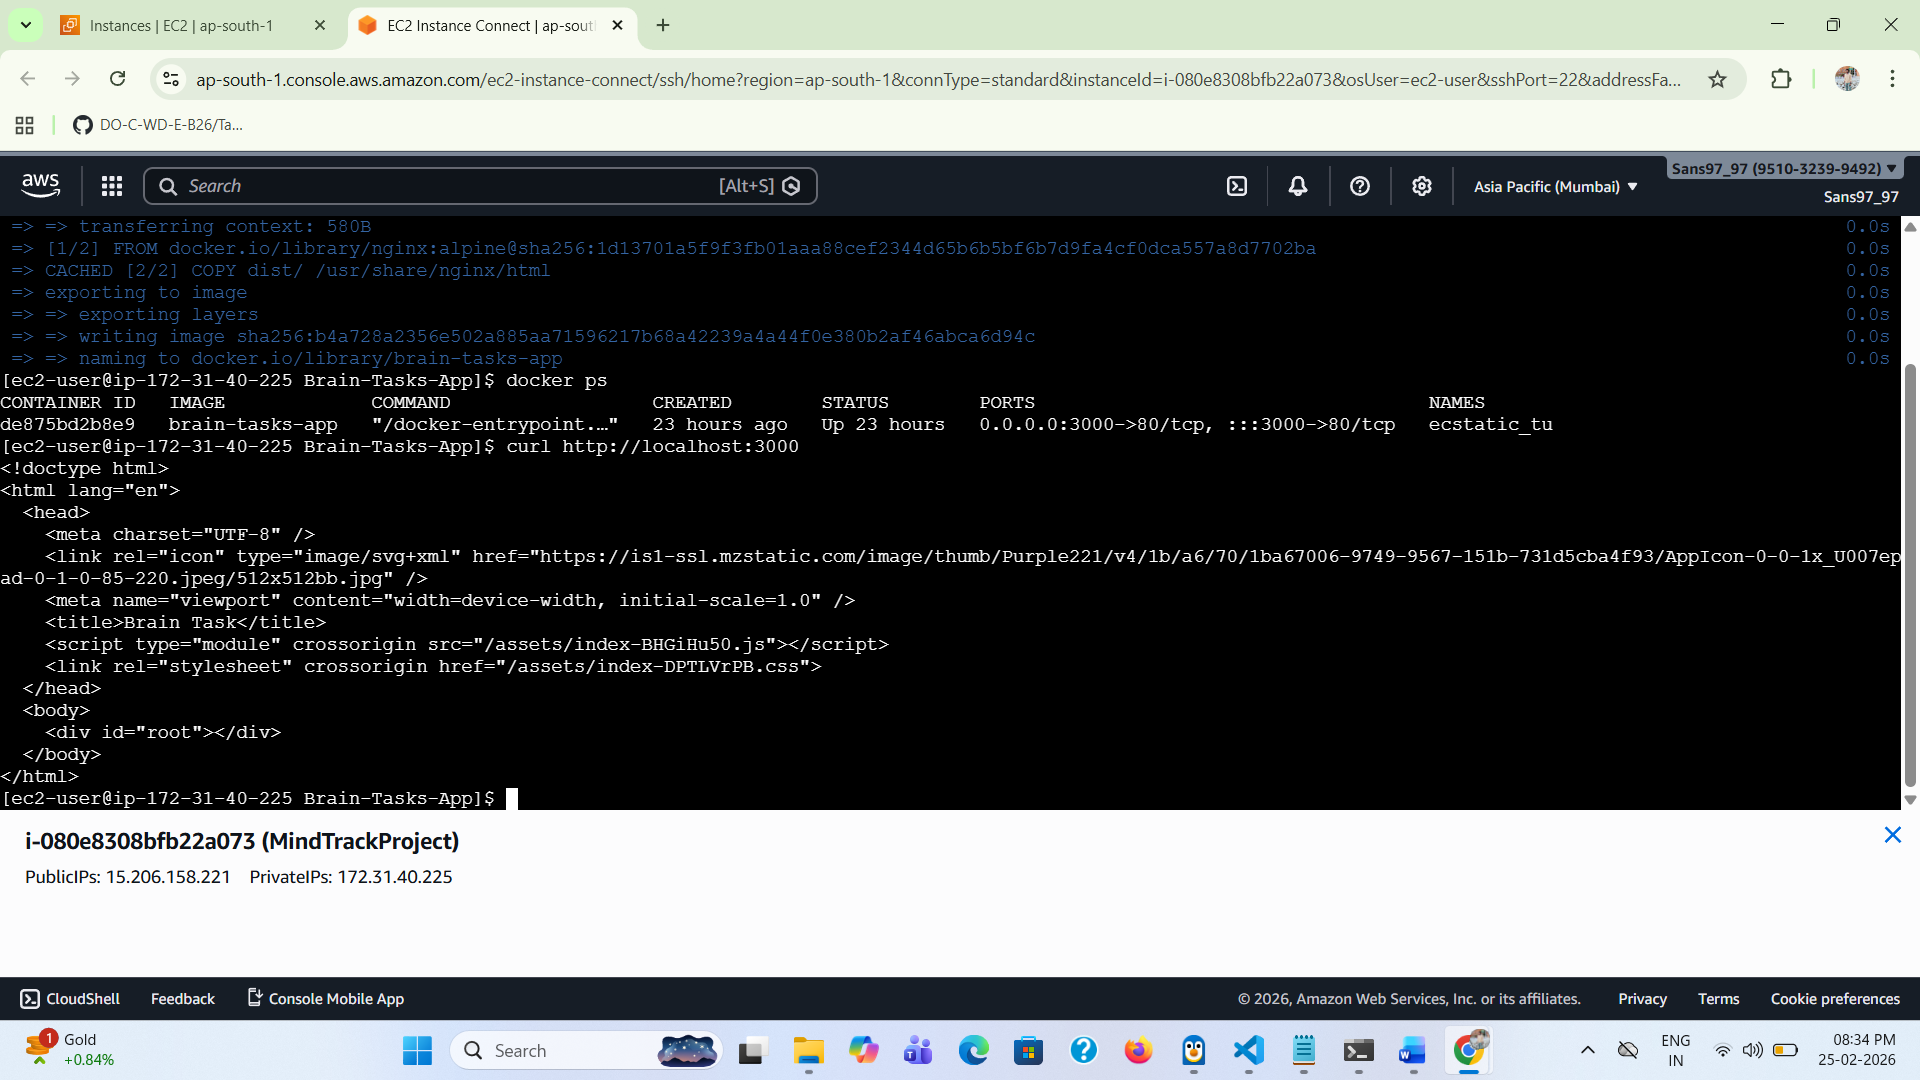 Instances | EC2 | ap-south-1
EC2 Instance Connect | ap-sout
ap-south-1.console.aws.amazon.com/ec2-instance-connect/ssh/home?region=ap-south-1&connType=standard&instanceId=i-080e8308bfb22a073&osUser=ec2-user&sshPort=22&addressFa...
DO-C-WD-E-B26/Ta...
aws
Search [Alt+S]
Asia Pacific (Mumbai)
Sans97_97 (9510-3239-9492)
Sans97_97
=> => transferring context: 580B 0.0s
=> [1/2] FROM docker.io/library/nginx:alpine@sha256:1d13701a5f9f3fb01aaa88cef2344d65b6b5bf6b7d9fa4cf0dca557a8d7702ba 0.0s
=> CACHED [2/2] COPY dist/ /usr/share/nginx/html 0.0s
=> exporting to image 0.0s
=> => exporting layers 0.0s
=> => writing image sha256:b4a728a2356e502a885aa71596217b68a42239a4a44f0e380b2af46abca6d94c 0.0s
=> => naming to docker.io/library/brain-tasks-app 0.0s
[ec2-user@ip-172-31-40-225 Brain-Tasks-App]$ docker ps
CONTAINER ID IMAGE COMMAND CREATED STATUS PORTS NAMES
de875bd2b8e9 brain-tasks-app "/docker-entrypoint.…" 23 hours ago Up 23 hours 0.0.0.0:3000->80/tcp, :::3000->80/tcp ecstatic_tu
[ec2-user@ip-172-31-40-225 Brain-Tasks-App]$ curl http://localhost:3000
<!doctype html>
<html lang="en">
<head>
<meta charset="UTF-8" />
<link rel="icon" type="image/svg+xml" href="https://is1-ssl.mzstatic.com/image/thumb/Purple221/v4/1b/a6/70/1ba67006-9749-9567-151b-731d5cba4f93/AppIcon-0-0-1x_U007ep
ad-0-1-0-85-220.jpeg/512x512bb.jpg" />
<meta name="viewport" content="width=device-width, initial-scale=1.0" />
<title>Brain Task</title>
<script type="module" crossorigin src="/assets/index-BHGiHu50.js"></script>
<link rel="stylesheet" crossorigin href="/assets/index-DPTLVrPB.css">
</head>
<body>
<div id="root"></div>
</body>
</html>
[ec2-user@ip-172-31-40-225 Brain-Tasks-App]$
i-080e8308bfb22a073 (MindTrackProject)
PublicIPs: 15.206.158.221 PrivateIPs: 172.31.40.225
CloudShell Feedback Console Mobile App © 2026, Amazon Web Services, Inc. or its affiliates. Privacy Terms Cookie preferences
1 Gold
+0.84%
Search
ENG
IN
08:34 PM
25-02-2026